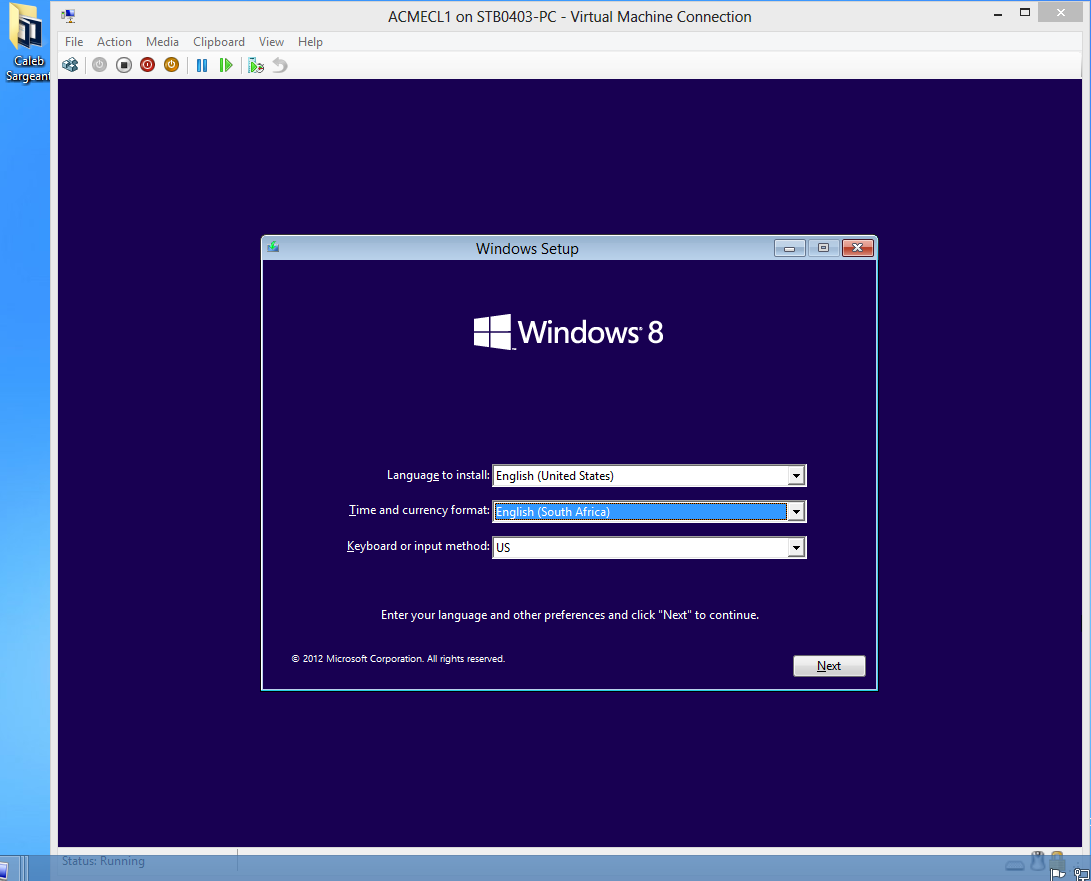 ACMECL1 on STB0403-PC - Virtual Machine Connection
File Action Media Clipboard View Help
Caleb
Sargeant
Windows Setup
Windows 8
Language to install: English (United States)
Time and currency format: English (South Africa)
Keyboard or input method: US
Enter your language and other preferences and click "Next" to continue.
© 2012 Microsoft Corporation. All rights reserved.
Next
Status: Running